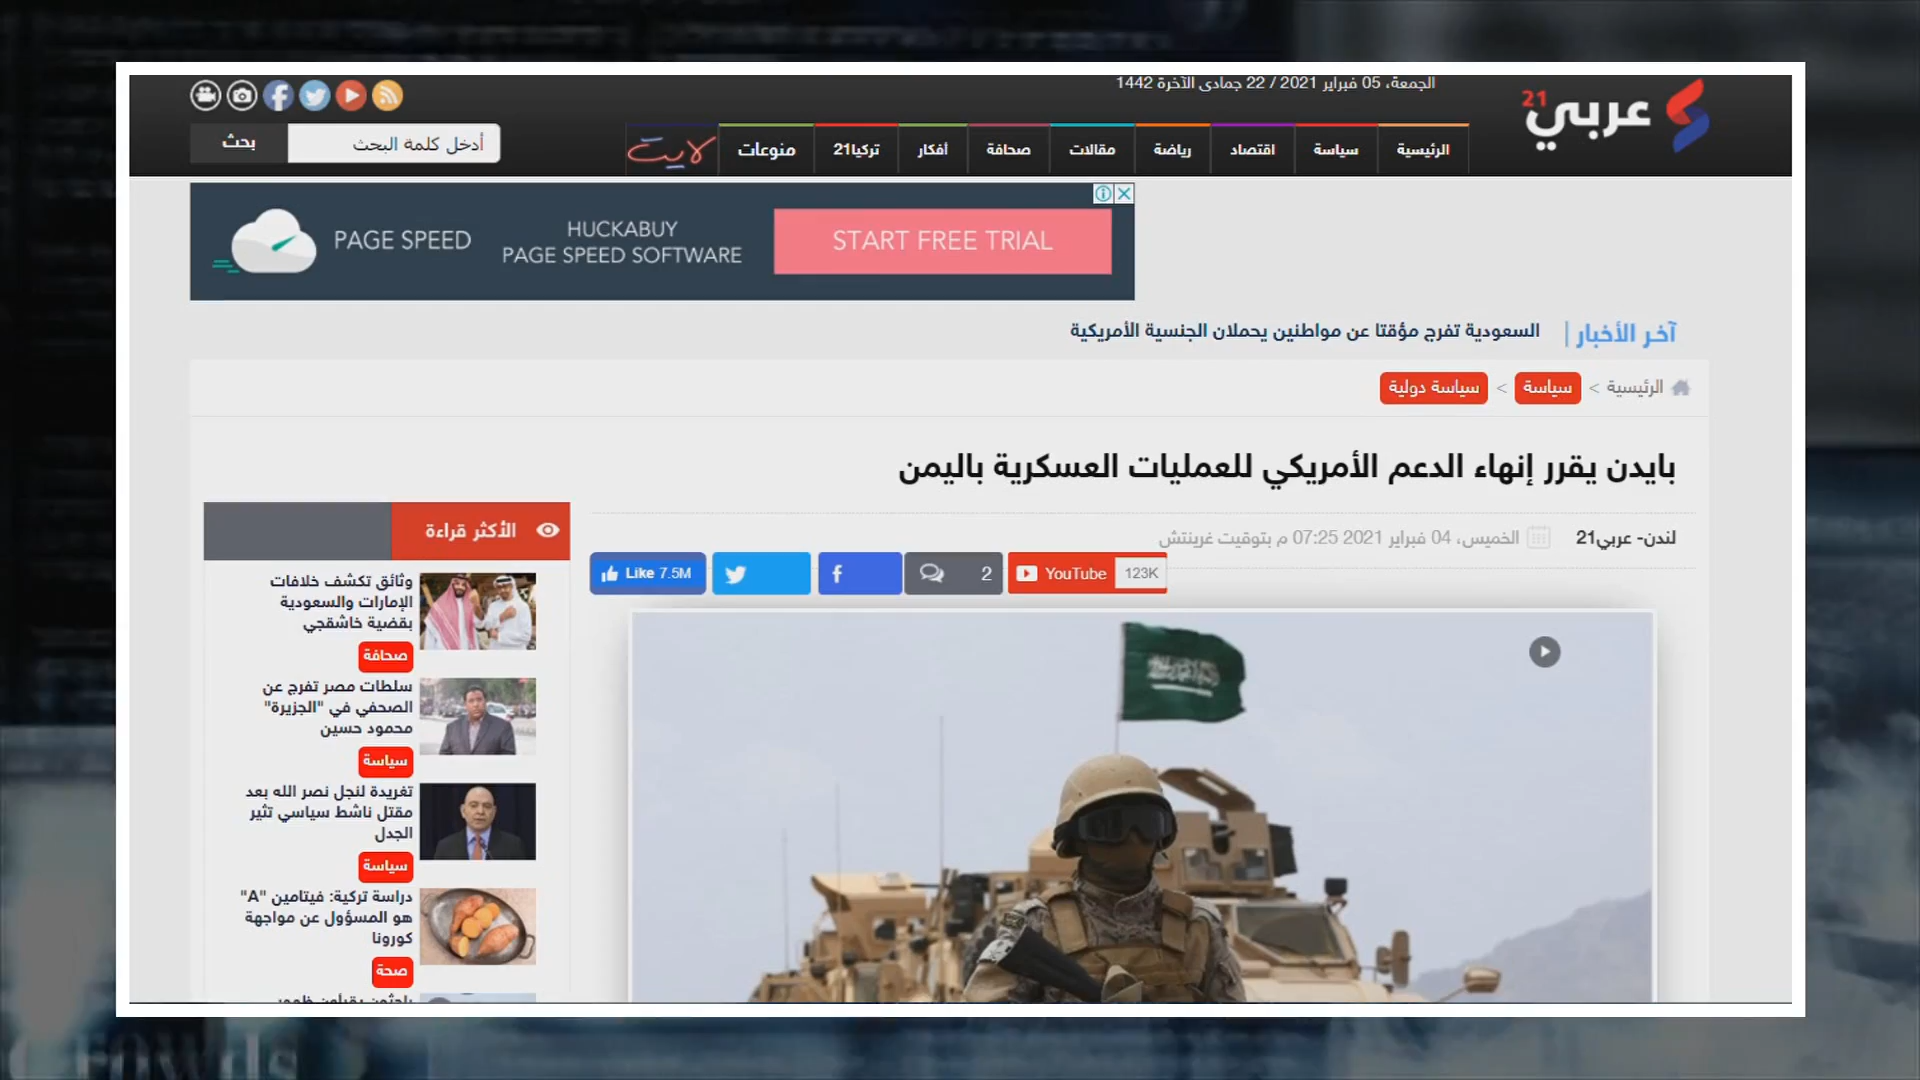 الجمعة، 05 فبراير 2021 / 22 جمادى الآخرة 1442
عربي21
أدخل كلمة البحث
بحث
الرئيسية
سياسة
اقتصاد
رياضة
مقالات
صحافة
أفكار
تركيا21
منوعات
لايت
PAGE SPEED
HUCKABUY
PAGE SPEED SOFTWARE
START FREE TRIAL
آخر الأخبار | السعودية تفرج مؤقتا عن مواطنين يحملان الجنسية الأمريكية
الرئيسية > سياسة > سياسة دولية
بايدن يقرر إنهاء الدعم الأمريكي للعمليات العسكرية باليمن
لندن- عربي21
الخميس، 04 فبراير 2021 07:25 م بتوقيت غرينتش
Like 7.5M
2
YouTube 123K
الأكثر قراءة
وثائق تكشف خلافات
الإمارات والسعودية
بقضية خاشقجي
صحافة
سلطات مصر تفرج عن
الصحفي في "الجزيرة"
محمود حسين
سياسة
تغريدة لنجل نصر الله بعد
مقتل ناشط سياسي تثير
الجدل
سياسة
دراسة تركية: فيتامين "A"
هو المسؤول عن مواجهة
كورونا
صحة